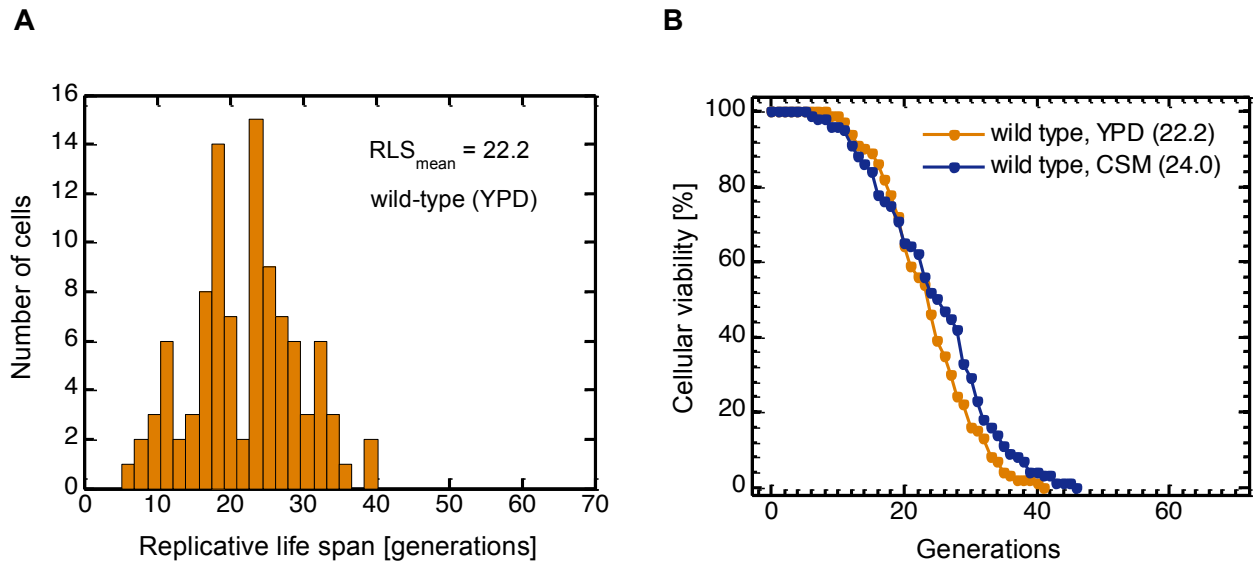 A
16
14
12
10
8
6
4
2
0
0 10 20 30 40 50 60 70
Number of cells
Replicative life span [generations]
RLS_mean = 22.2
wild-type (YPD)
B
100
80
60
40
20
0
0 20 40 60
Cellular viability [%]
Generations
wild type, YPD (22.2)
wild type, CSM (24.0)